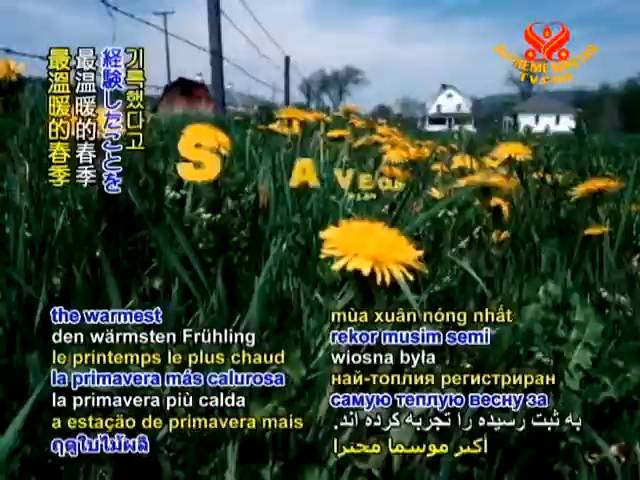 SUPREME MASTER
TV.com
기록했다고
経験したことを
最溫暖的春季
最溫暖的春季
S A VE OUR
the warmest
den wärmsten Frühling
le printemps le plus chaud
la primavera más calurosa
la primavera più calda
a estação de primavera mais
ฤดูใบไม้ผลิ
mùa xuân nóng nhất
rekor musim semi
wiosna była
най-топлия регистриран
самую теплую весну за
به ثبت رسیده را تجربه کرده اند.
أكثر موسما محترا